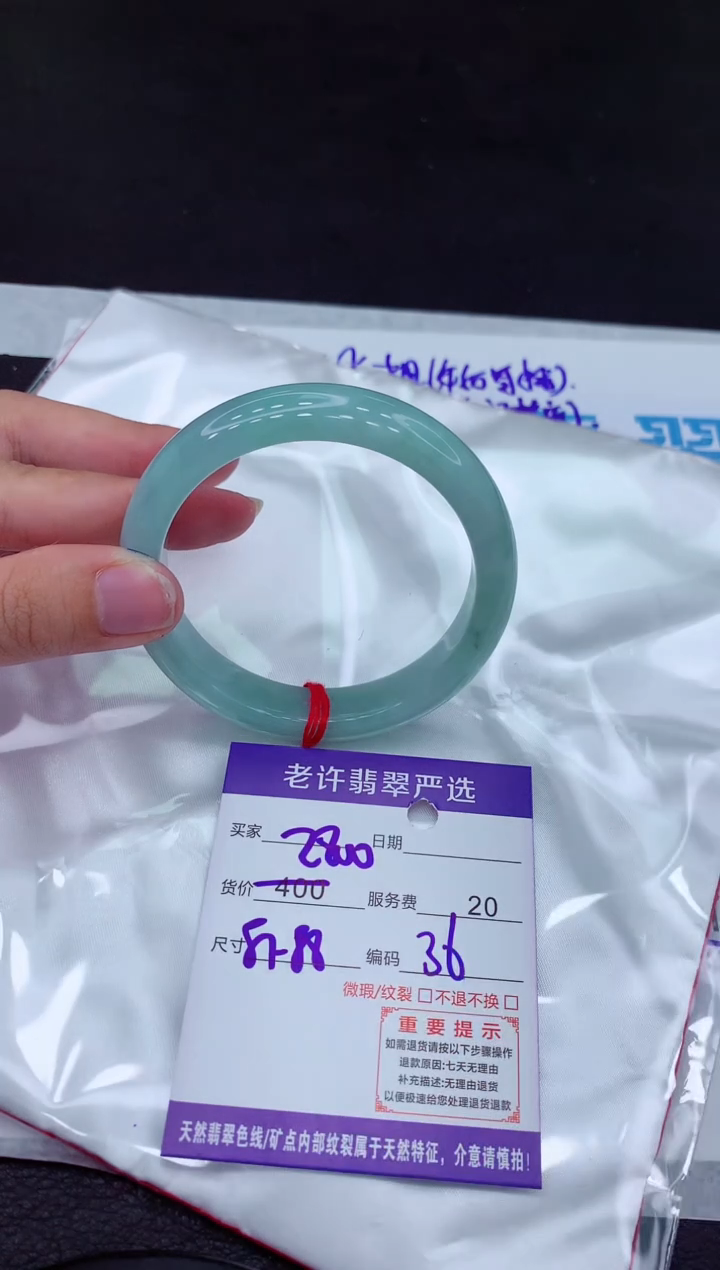 老许翡翠严选
买家 2800 日期
货价 400 服务费 20
尺寸 编码 36
微瑕/纹裂 □ 不退不换 □
重要提示
如需退货请按以下步骤操作
退款原因:七天无理由
补充描述:无理由退货
以便极速给您处理退货退款
天然翡翠色线/矿点内部纹裂属于天然特征，介意请慎拍!